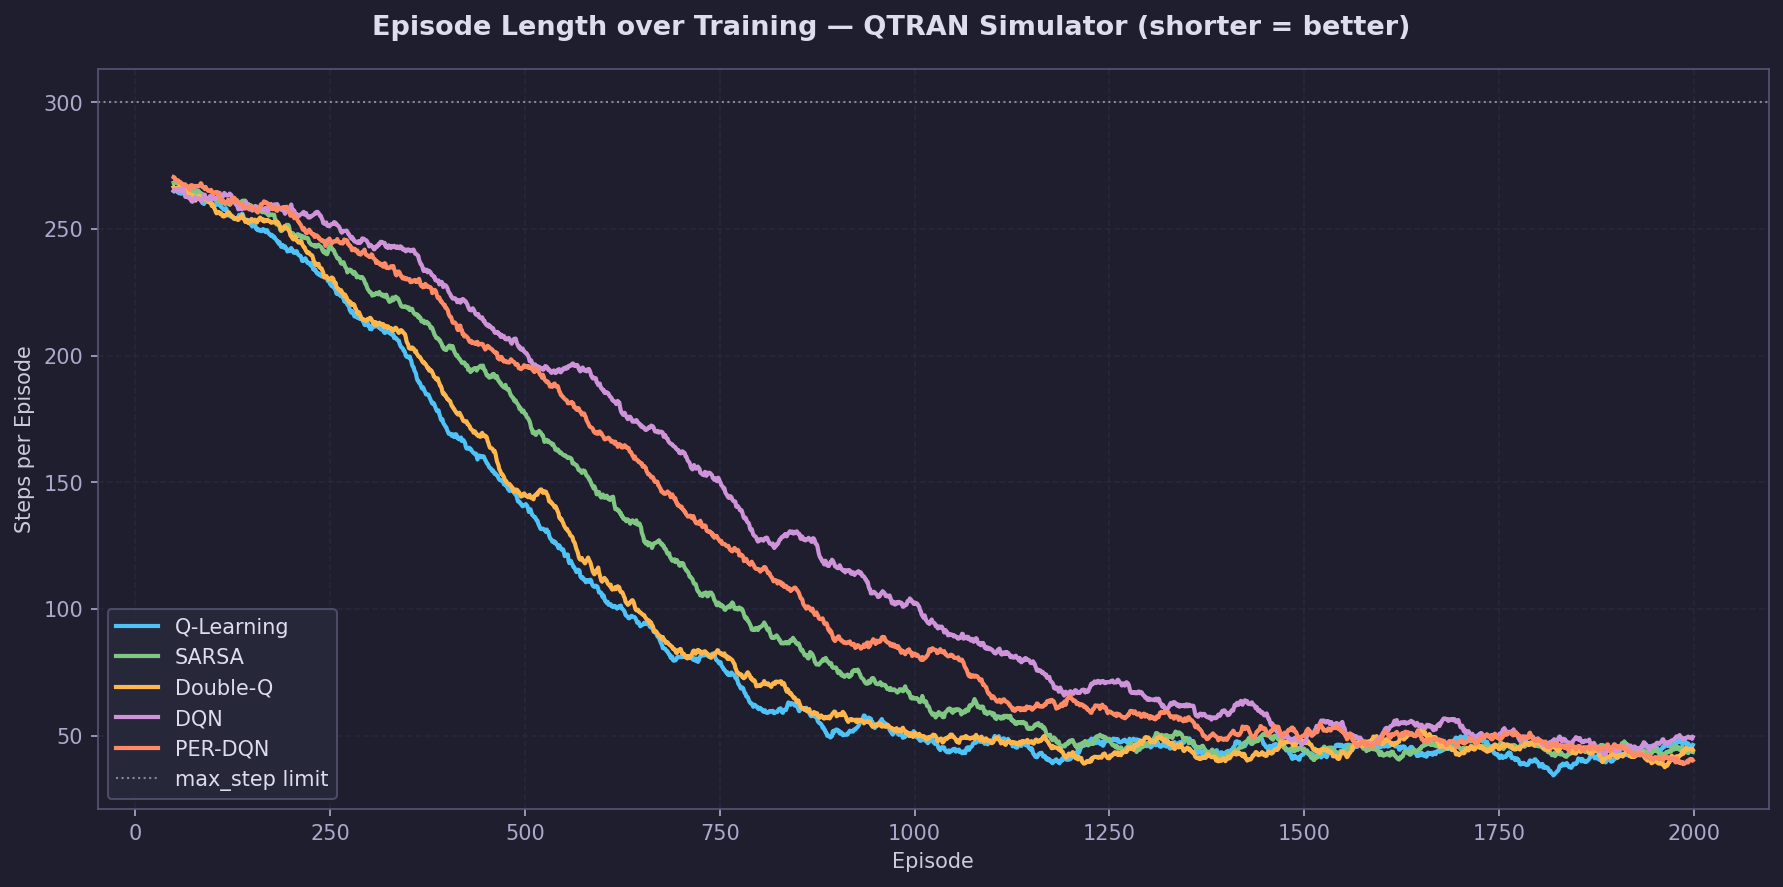 Episode Length over Training — QTRAN Simulator (shorter = better)
Steps per Episode
300
250
200
150
100
50
Q-Learning
SARSA
Double-Q
DQN
PER-DQN
max_step limit
0 250 500 750 1000 1250 1500 1750 2000
Episode